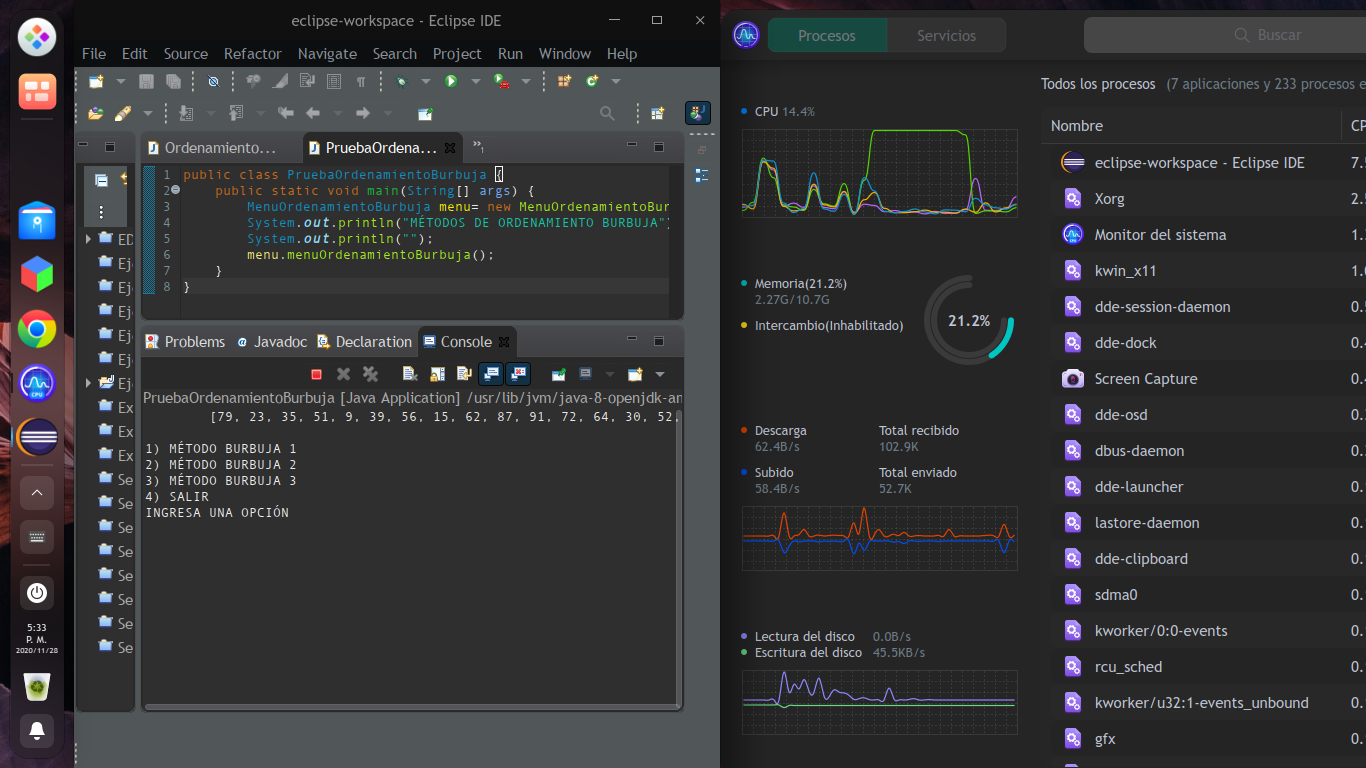 eclipse-workspace - Eclipse IDE
File Edit Source Refactor Navigate Search Project Run Window Help
Ordenamiento...
PruebaOrdena...
»1
1 public class PruebaOrdenamientoBurbuja {
2 public static void main(String[] args) {
3 MenuOrdenamientoBurbuja menu= new MenuOrdenamientoBur
4 System.out.println("MÉTODOS DE ORDENAMIENTO BURBUJA"
5 System.out.println("");
6 menu.menuOrdenamientoBurbuja();
7 }
8 }
ED
Ej
Ej
Ej
Ej
Ej
Ej
Ex
Ex
Ex
Se
Se
Se
Se
Se
Se
Se
Se
Problems
Javadoc
Declaration
Console
PruebaOrdenamientoBurbuja [Java Application] /usr/lib/jvm/java-8-openjdk-an
[79, 23, 35, 51, 9, 39, 56, 15, 62, 87, 91, 72, 64, 30, 52,
1) MÉTODO BURBUJA 1
2) MÉTODO BURBUJA 2
3) MÉTODO BURBUJA 3
4) SALIR
INGRESA UNA OPCIÓN
CPU
5:33
P. M.
2020/11/28
Procesos
Servicios
Buscar
CPU 14.4%
Memoria(21.2%)
2.27G/10.7G
Intercambio(Inhabilitado)
21.2%
Descarga
62.4B/s
Total recibido
102.9K
Subido
58.4B/s
Total enviado
52.7K
Lectura del disco 0.0B/s
Escritura del disco 45.5KB/s
Todos los procesos (7 aplicaciones y 233 procesos e
Nombre CP
eclipse-workspace - Eclipse IDE 7.
Xorg 2.
Monitor del sistema 1.
kwin_x11 1.
dde-session-daemon 0.
dde-dock 0.
Screen Capture 0.
dde-osd 0.
dbus-daemon 0.
dde-launcher 0.
lastore-daemon 0.
dde-clipboard 0.
sdma0 0.
kworker/0:0-events 0.
rcu_sched 0.
kworker/u32:1-events_unbound 0.
gfx 0.